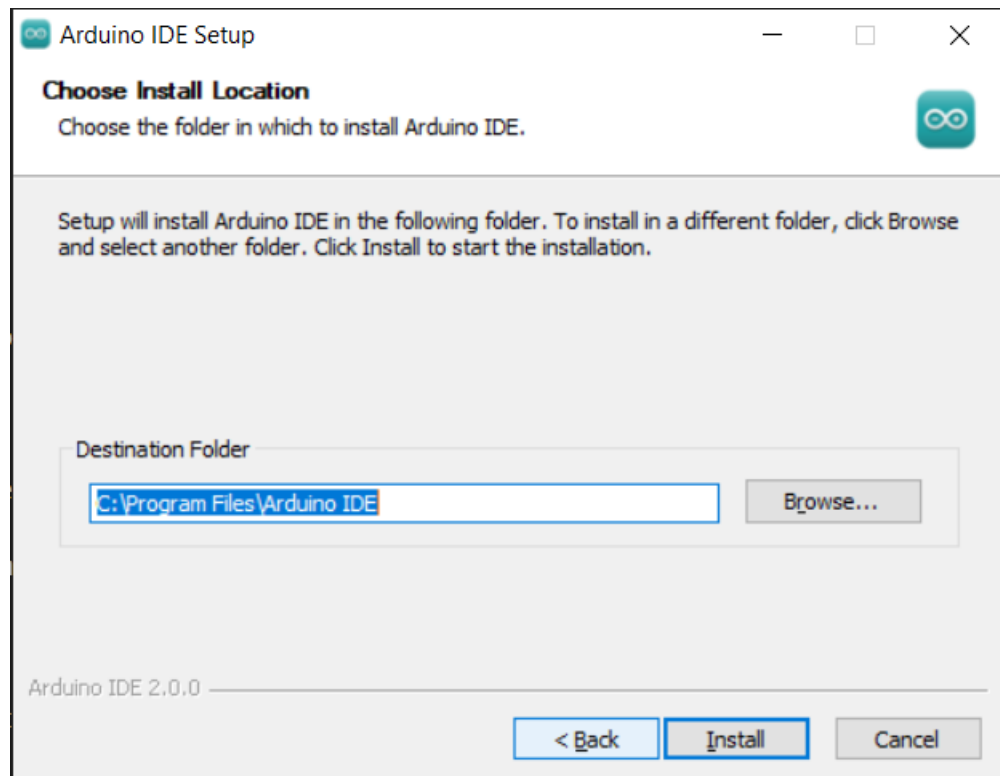 Arduino IDE Setup
Choose Install Location
Choose the folder in which to install Arduino IDE.
Setup will install Arduino IDE in the following folder. To install in a different folder, click Browse
and select another folder. Click Install to start the installation.
Destination Folder
C:\Program Files\Arduino IDE
Browse...
Arduino IDE 2.0.0
< Back
Install
Cancel